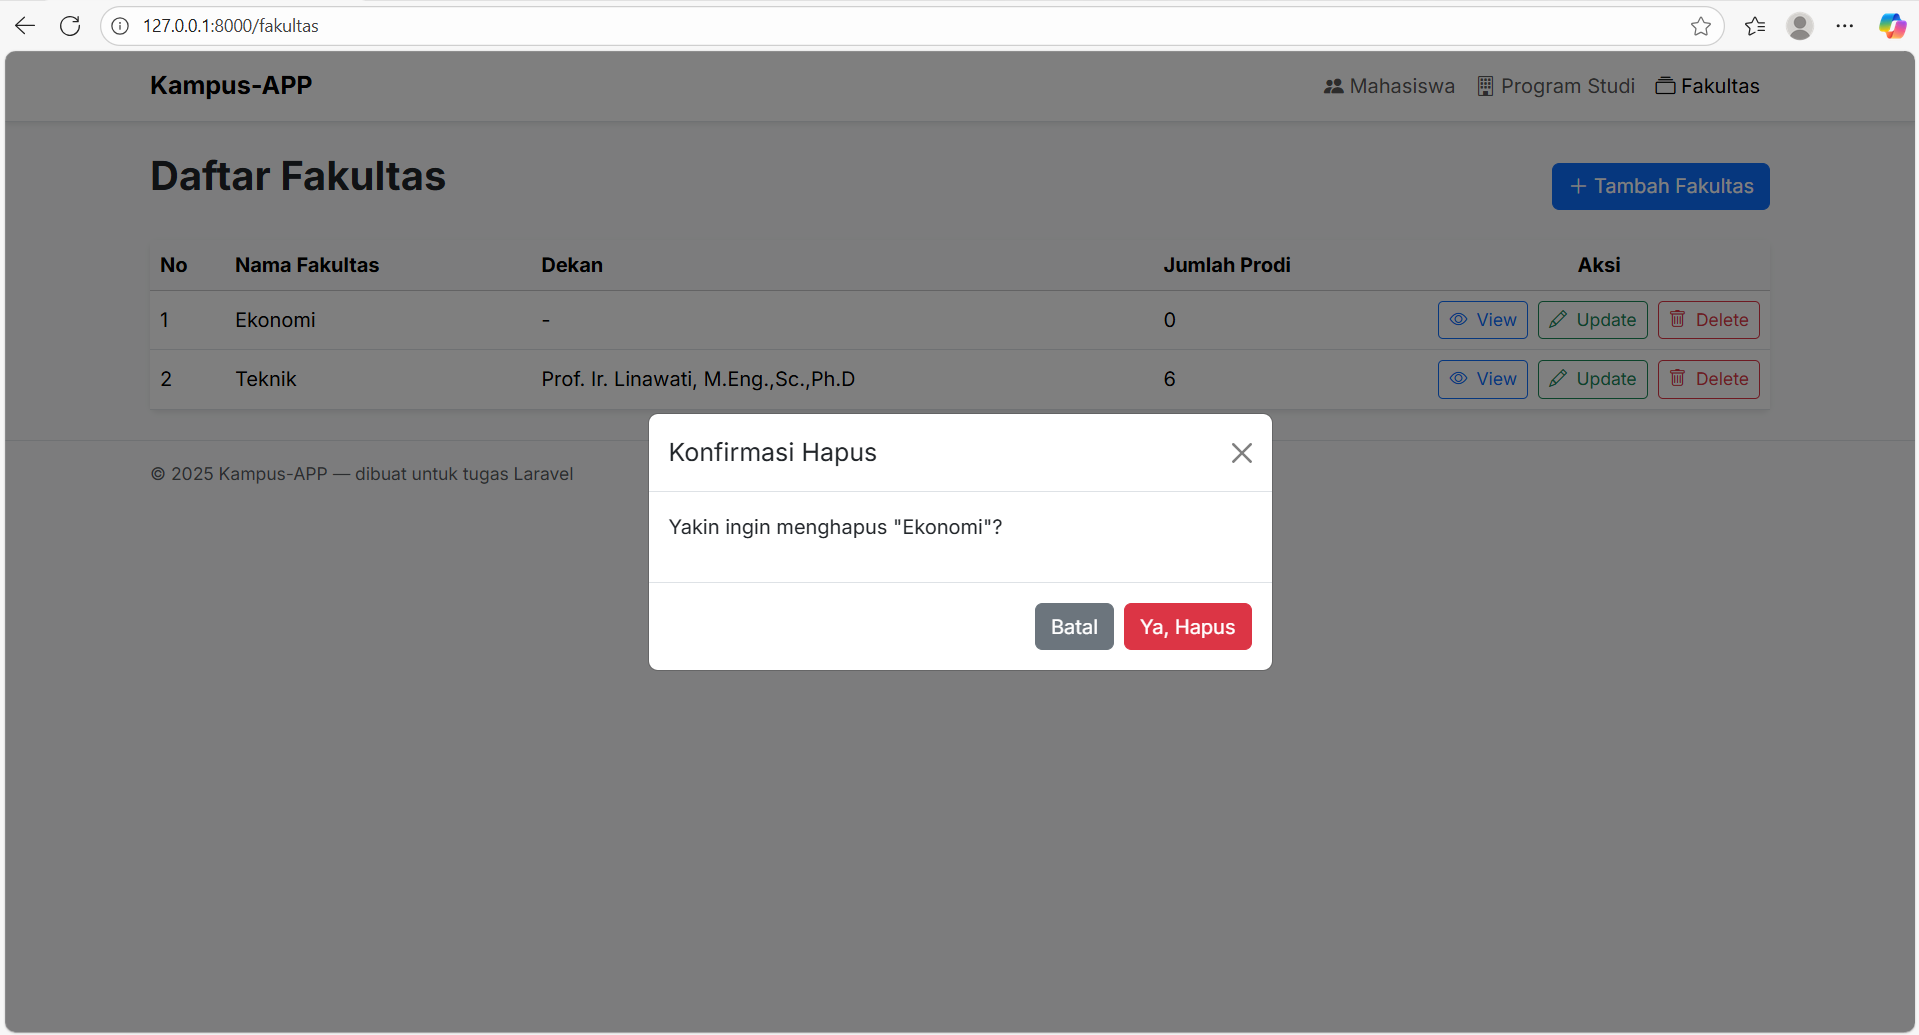 127.0.0.1:8000/fakultas
Kampus-APP Mahasiswa Program Studi Fakultas
Daftar Fakultas
+ Tambah Fakultas
No Nama Fakultas Dekan Jumlah Prodi Aksi
1 Ekonomi - 0 View Update Delete
2 Teknik Prof. Ir. Linawati, M.Eng.,Sc.,Ph.D 6 View Update Delete
Konfirmasi Hapus
© 2025 Kampus-APP — dibuat untuk tugas Laravel
Yakin ingin menghapus "Ekonomi"?
Batal Ya, Hapus